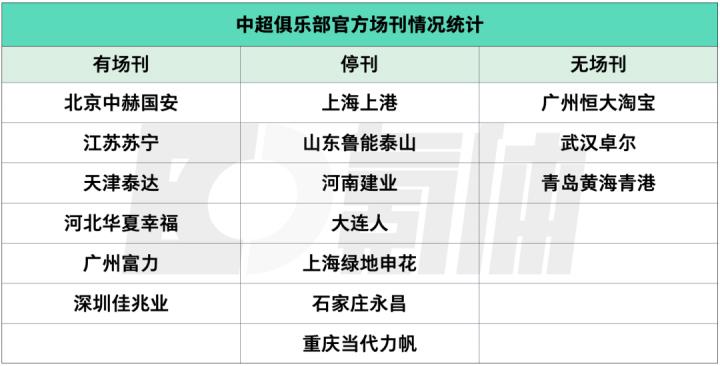 中超俱乐部官方场刊情况统计
有场刊 停刊 无场刊
北京中赫国安 上海上港 广州恒大淘宝
江苏苏宁 山东鲁能泰山 武汉卓尔
天津泰达 河南建业 青岛黄海青港
河北华夏幸福 大连人
广州富力 上海绿地申花
深圳佳兆业 石家庄永昌
重庆当代力帆
氪体